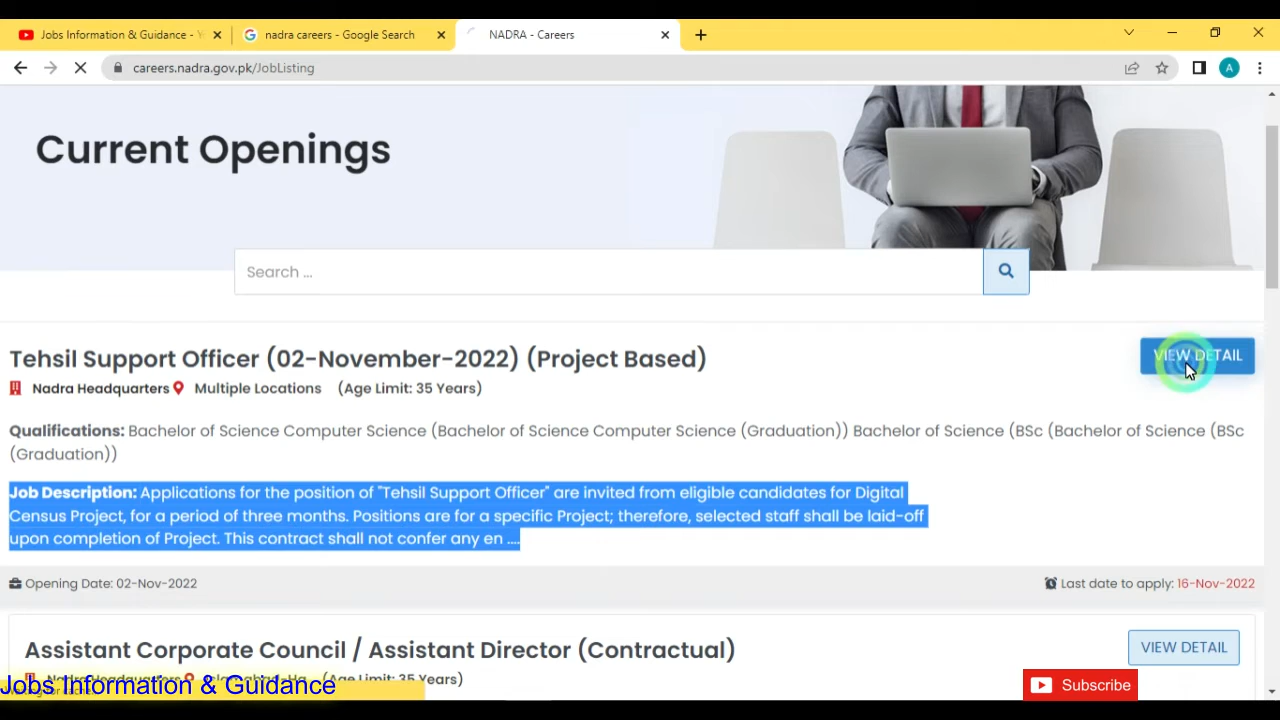 Jobs Information & Guidance -
nadra careers - Google Search
NADRA - Careers
careers.nadra.gov.pk/JobListing
A
Current Openings
Search ...
Tehsil Support Officer (02-November-2022) (Project Based)
VIEW DETAIL
Nadra Headquarters Multiple Locations (Age Limit: 35 Years)
Qualifications: Bachelor of Science Computer Science (Bachelor of Science Computer Science (Graduation)) Bachelor of Science (BSc (Bachelor of Science (BSc
(Graduation))
Job Description: Applications for the position of "Tehsil Support Officer" are invited from eligible candidates for Digital
Census Project, for a period of three months. Positions are for a specific Project; therefore, selected staff shall be laid-off
upon completion of Project. This contract shall not confer any en ....
Opening Date: 02-Nov-2022
Last date to apply: 16-Nov-2022
Assistant Corporate Council / Assistant Director (Contractual)
VIEW DETAIL
(Age Limit: 35 Years)
Jobs Information & Guidance
Subscribe